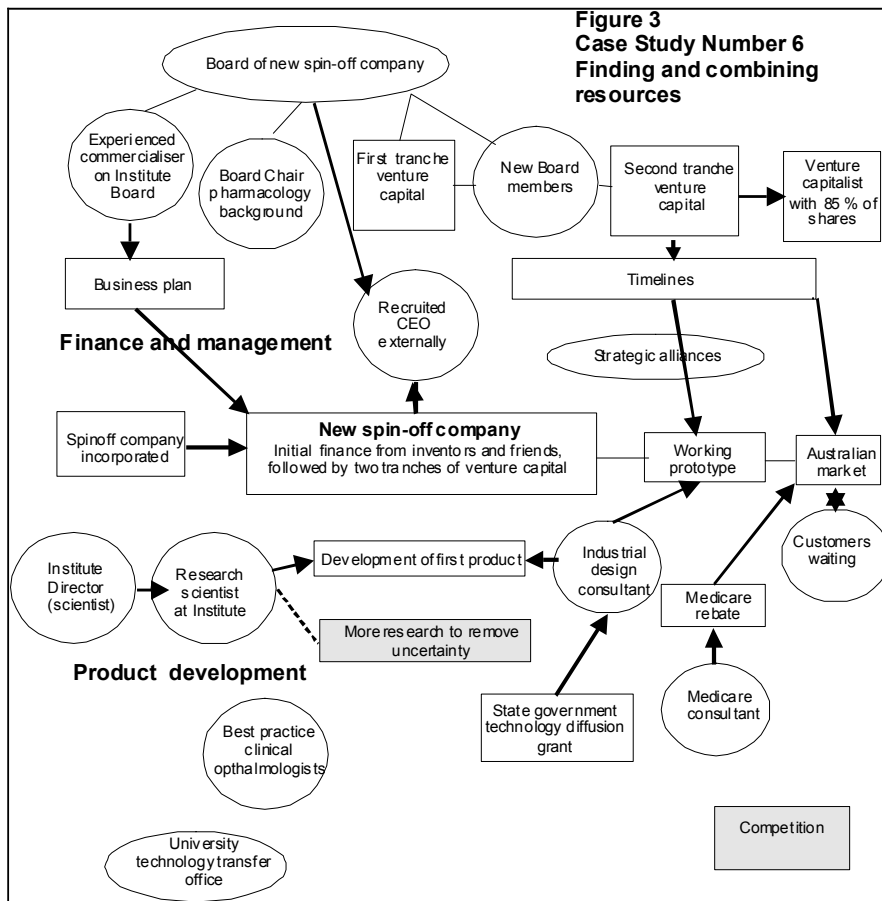 Figure 3
Case Study Number 6
Finding and combining
resources
Board of new spin-off company
Experienced
commercialiser
on Institute
Board
Board Chair
pharmacology
background
First tranche
venture
capital
New Board
members
Second tranche
venture
capital
Venture
capitalist
with 85 % of
shares
Business plan
Timelines
Recruited
CEO
externally
Finance and management
Strategic alliances
Spinoff company
incorporated
New spin-off company
Initial finance from inventors and friends,
followed by two tranches of venture capital
Working
prototype
Australian
market
Customers
waiting
Institute
Director
(scientist)
Research
scientist
at Institute
Development of first product
Industrial
design
consultant
Medicare
rebate
More research to remove
uncertainty
Product development
State government
technology diffusion
grant
Medicare
consultant
Best practice
clinical
opthalmologists
University
technology transfer
office
Competition